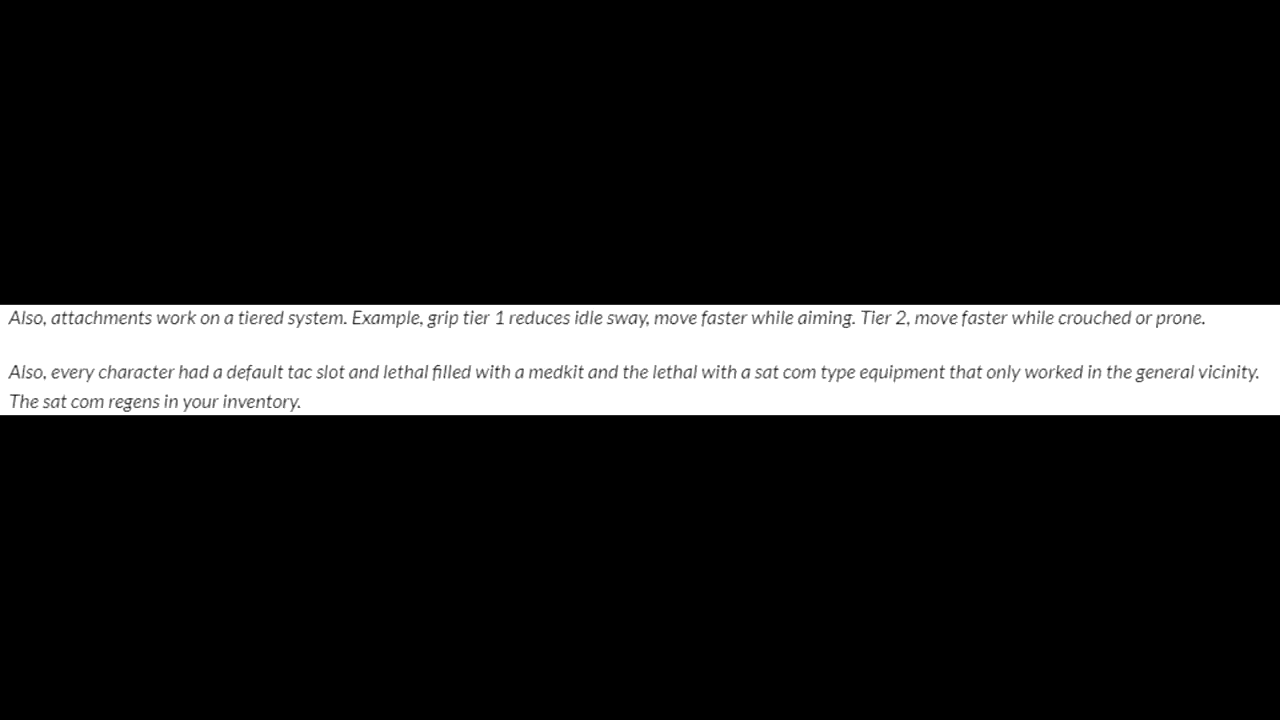 Also, attachments work on a tiered system. Example, grip tier 1 reduces idle sway, move faster while aiming. Tier 2, move faster while crouched or prone.
Also, every character had a default tac slot and lethal filled with a medkit and the lethal with a sat com type equipment that only worked in the general vicinity.
The sat com regens in your inventory.